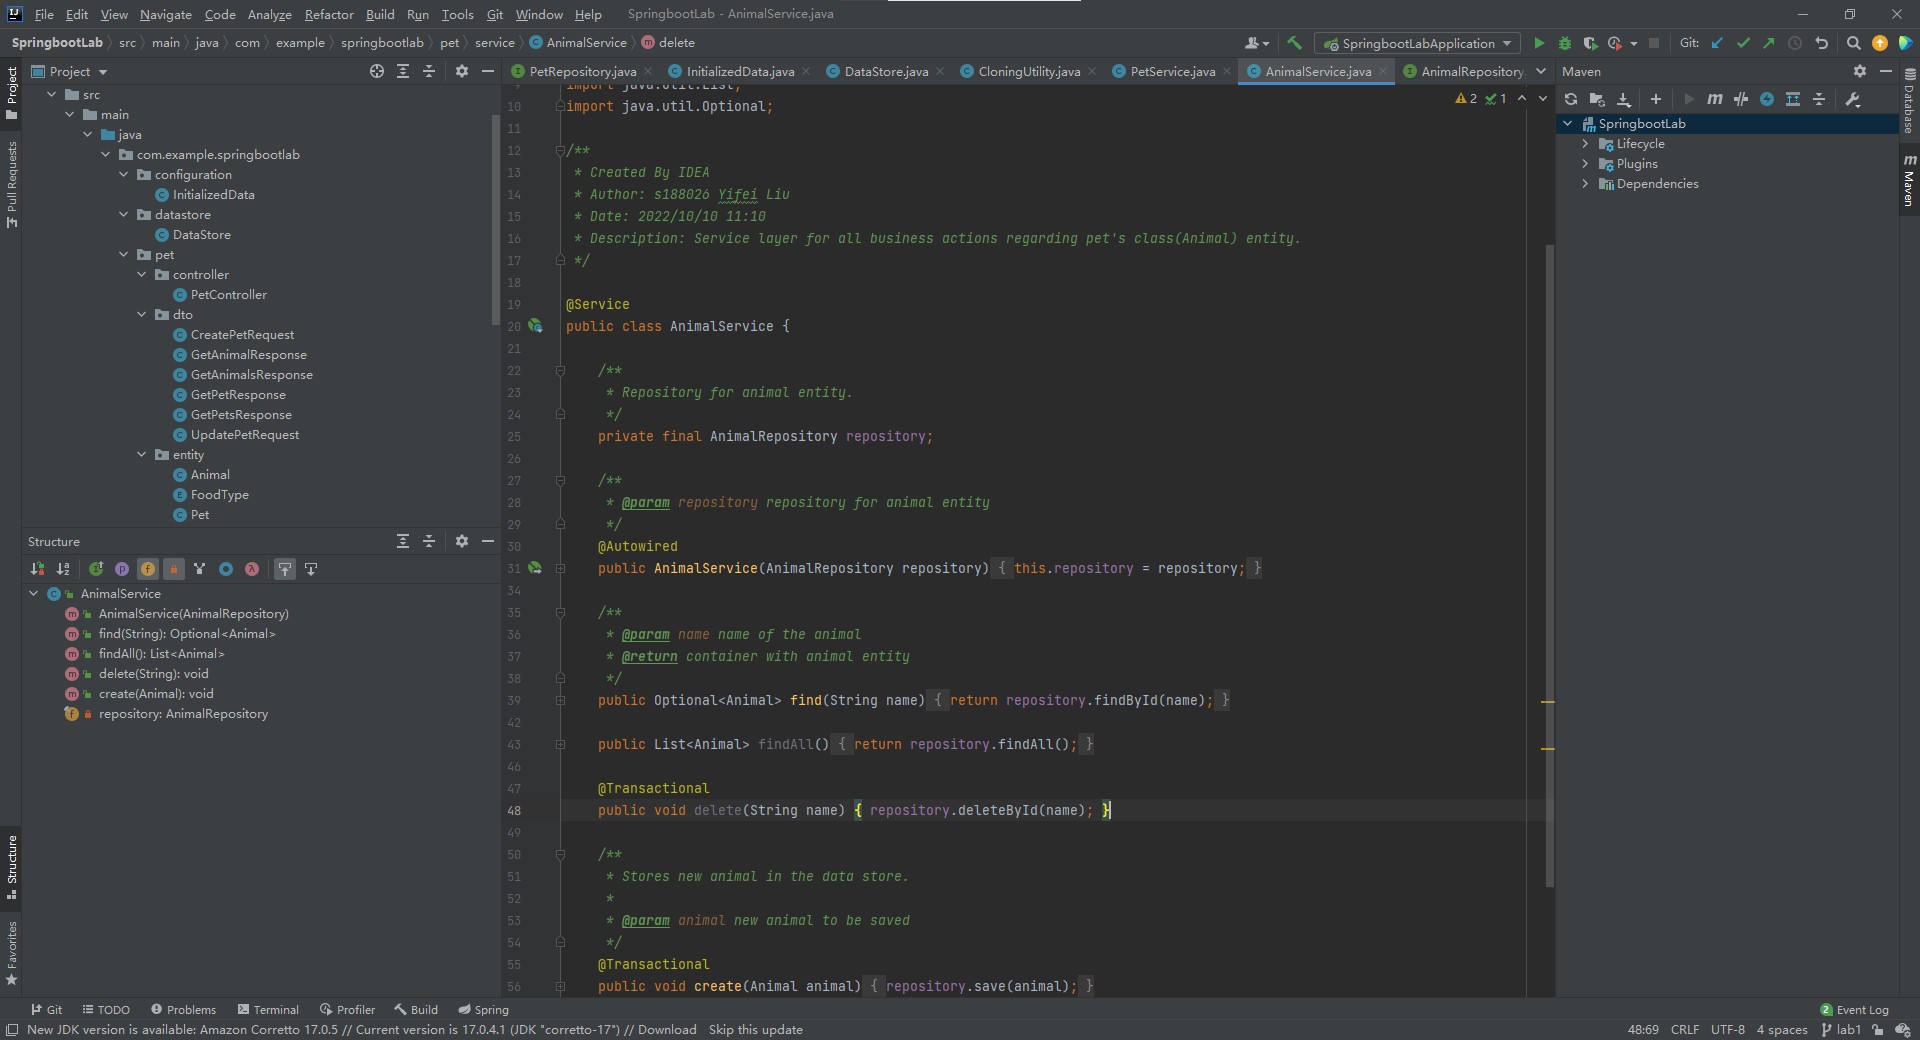 File Edit View Navigate Code Analyze Refactor Build Run Tools Git Window Help SpringbootLab - AnimalService.java
SpringbootLab src main java com example springbootlab pet service AnimalService delete
SpringbootLabApplication Git:
Project
PetRepository.java InitializedData.java DataStore.java CloningUtility.java PetService.java AnimalService.java AnimalRepository
Maven
Project
Pull Requests
Structure
Favorites
src
main
java
com.example.springbootlab
configuration
InitializedData
datastore
DataStore
pet
controller
PetController
dto
CreatePetRequest
GetAnimalResponse
GetAnimalsResponse
GetPetResponse
GetPetsResponse
UpdatePetRequest
entity
Animal
FoodType
Pet
Structure
AnimalService
AnimalService(AnimalRepository)
find(String): Optional<Animal>
findAll(): List<Animal>
delete(String): void
create(Animal): void
repository: AnimalRepository
2 1
9 import java.util.List;
10 import java.util.Optional;
11
12 /**
13 * Created By IDEA
14 * Author: s188026 Yifei Liu
15 * Date: 2022/10/10 11:10
16 * Description: Service layer for all business actions regarding pet's class(Animal) entity.
17 */
18
19 @Service
20 public class AnimalService {
21
22 /**
23 * Repository for animal entity.
24 */
25 private final AnimalRepository repository;
26
27 /**
28 * @param repository repository for animal entity
29 */
30 @Autowired
31 public AnimalService(AnimalRepository repository) { this.repository = repository; }
34
35 /**
36 * @param name name of the animal
37 * @return container with animal entity
38 */
39 public Optional<Animal> find(String name) { return repository.findById(name); }
42
43 public List<Animal> findAll() { return repository.findAll(); }
46
47 @Transactional
48 public void delete(String name) { repository.deleteById(name); }
49
50 /**
51 * Stores new animal in the data store.
52 *
53 * @param animal new animal to be saved
54 */
55 @Transactional
56 public void create(Animal animal) { repository.save(animal); }
SpringbootLab
Lifecycle
Plugins
Dependencies
Database
m Maven
Git TODO Problems Terminal Profiler Build Spring
2 Event Log
New JDK version is available: Amazon Corretto 17.0.5 // Current version is 17.0.4.1 (JDK "corretto-17") // Download Skip this update
48:69 CRLF UTF-8 4 spaces lab1